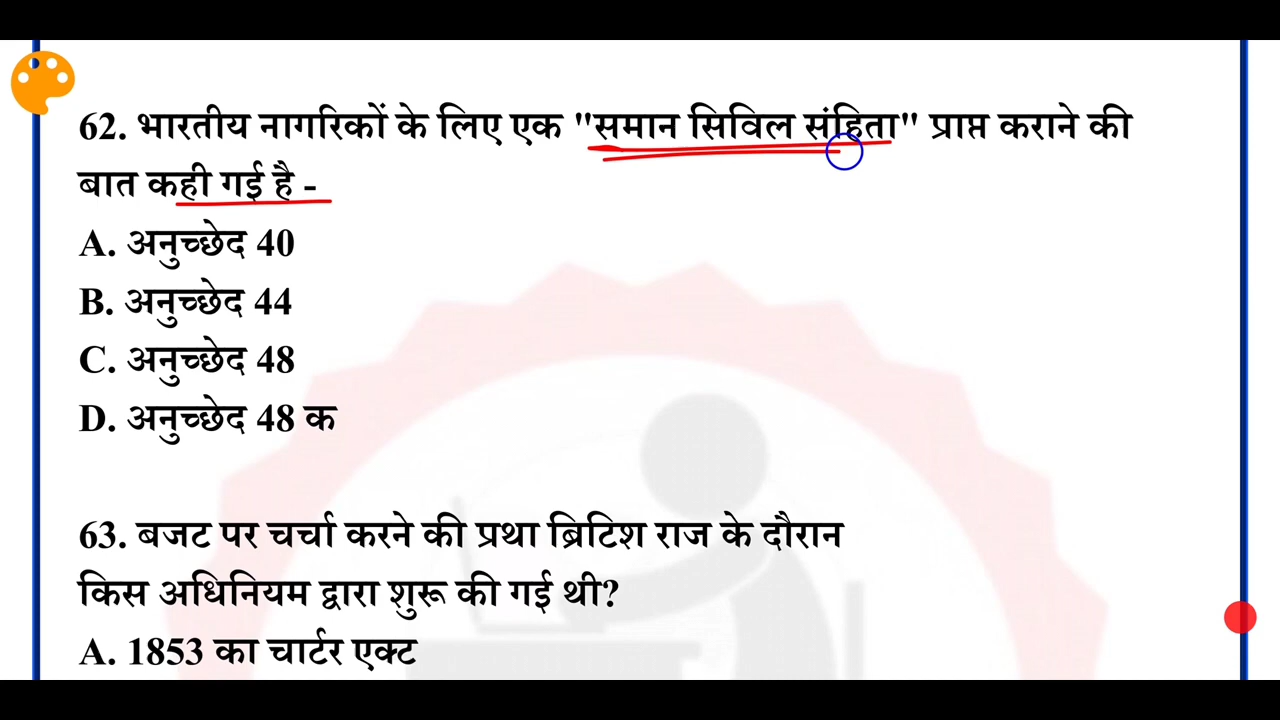 62. भारतीय नागरिकों के लिए एक "समान सिविल संहिता" प्राप्त कराने की
बात कही गई है -
A. अनुच्छेद 40
B. अनुच्छेद 44
C. अनुच्छेद 48
D. अनुच्छेद 48 क
63. बजट पर चर्चा करने की प्रथा ब्रिटिश राज के दौरान
किस अधिनियम द्वारा शुरू की गई थी?
A. 1853 का चार्टर एक्ट